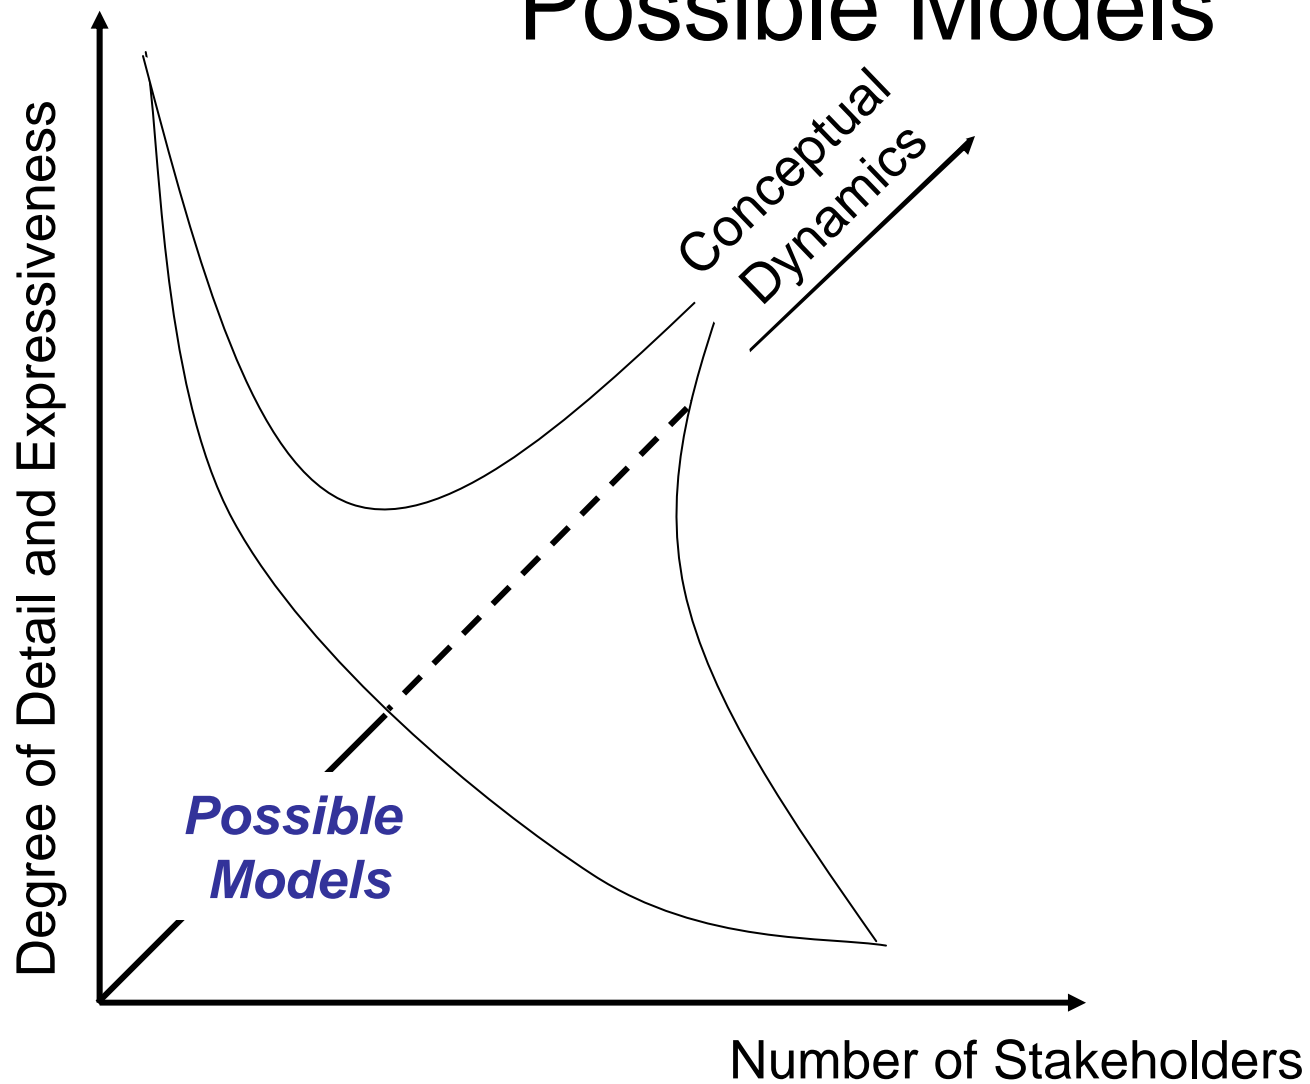 Possible Models
Conceptual
Dynamics
Degree of Detail and Expressiveness
Possible
Models
Number of Stakeholders